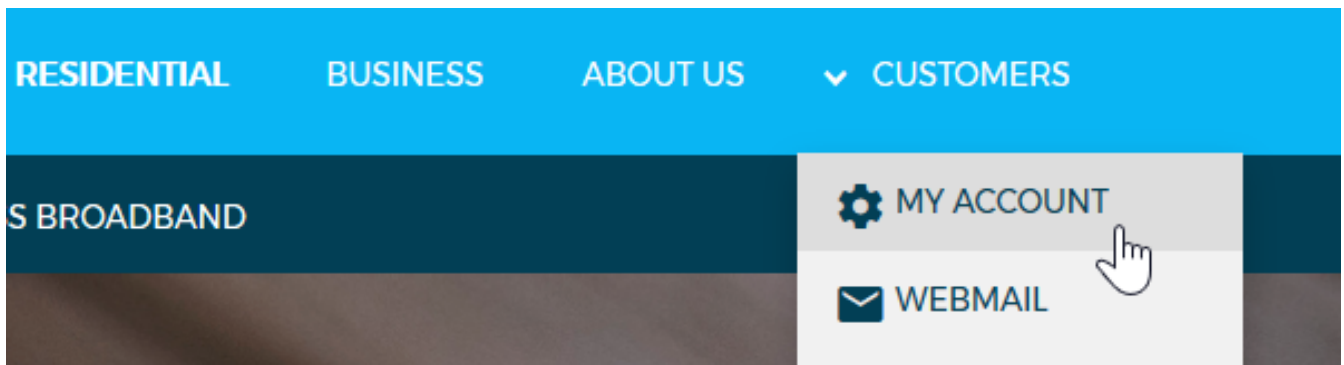 RESIDENTIAL BUSINESS ABOUT US CUSTOMERS
S BROADBAND
MY ACCOUNT
WEBMAIL